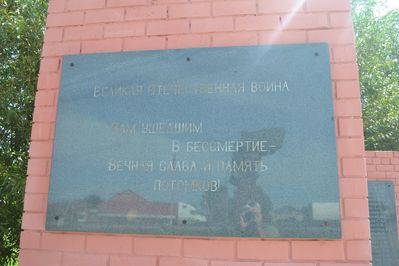 ВЕЛИКАЯ ОТЕЧЕСТВЕННАЯ ВОЙНА
ВАМ, УШЕДШИМ
В БЕССМЕРТИЕ-
ВЕЧНАЯ СЛАВА И ПАМЯТЬ
ПОТОМКОВ!